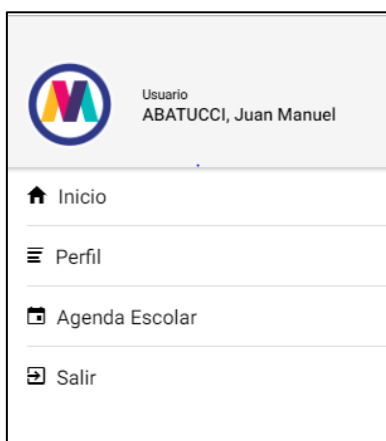 Usuario
ABATUCCI, Juan Manuel
Inicio
Perfil
Agenda Escolar
Salir